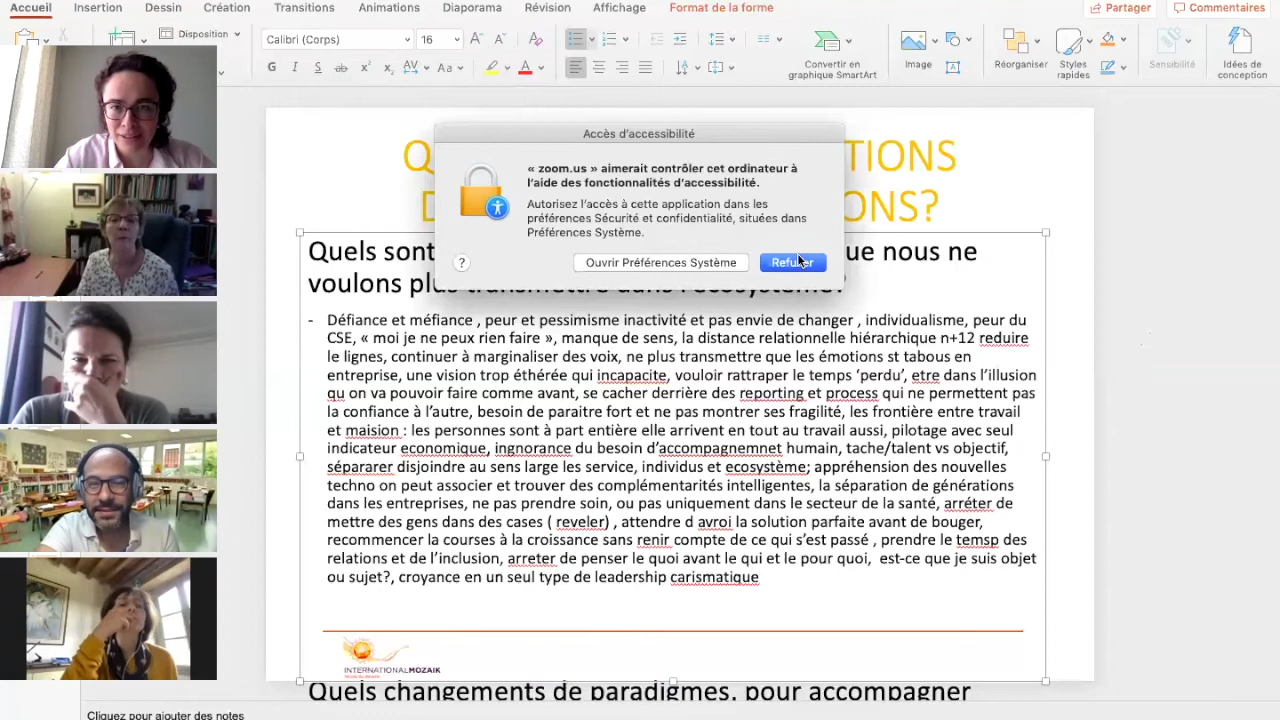 Accueil Insertion Dessin Création Transitions Animations Diaporama Révision Affichage Format de la forme Partager Commentaires
Disposition Calibri (Corps) 16
Convertir en graphique SmartArt Image Réorganiser Styles rapides Sensibilité Idées de conception
Accès d'accessibilité
« zoom.us » aimerait contrôler cet ordinateur à
l'aide des fonctionnalités d'accessibilité.
Autorisez l'accès à cette application dans les
préférences Sécurité et confidentialité, situées dans
Préférences Système.
? Ouvrir Préférences Système Refuser
Quels sont que nous ne
voulons plus transmettre dans l'écosystème?
- Défiance et méfiance , peur et pessimisme inactivité et pas envie de changer , individualisme, peur du
CSE, « moi je ne peux rien faire », manque de sens, la distance relationnelle hiérarchique n+12 reduire
le lignes, continuer à marginaliser des voix, ne plus transmettre que les émotions st tabous en
entreprise, une vision trop éthérée qui incapacite, vouloir rattraper le temps 'perdu', etre dans l'illusion
qu on va pouvoir faire comme avant, se cacher derrière des reporting et process qui ne permettent pas
la confiance à l'autre, besoin de paraitre fort et ne pas montrer ses fragilité, les frontière entre travail
et maision : les personnes sont à part entière elle arrivent en tout au travail aussi, pilotage avec seul
indicateur economique, ingnorance du besoin d'accompagnemnet humain, tache/talent vs objectif,
séparer disjoindre au sens large les service, individus et ecosystème; appréhension des nouvelles
techno on peut associer et trouver des complémentarités intelligentes, la séparation de générations
dans les entreprises, ne pas prendre soin, ou pas uniquement dans le secteur de la santé, arréter de
mettre des gens dans des cases ( reveler) , attendre d avroi la solution parfaite avant de bouger,
recommencer la courses à la croissance sans renir compte de ce qui s'est passé , prendre le temsp des
relations et de l'inclusion, arreter de penser le quoi avant le qui et le pour quoi, est-ce que je suis objet
ou sujet?, croyance en un seul type de leadership carismatique
INTERNATIONALMOZAIK
Quels changements de paradigmes, pour accompagner
Cliquez pour ajouter des notes